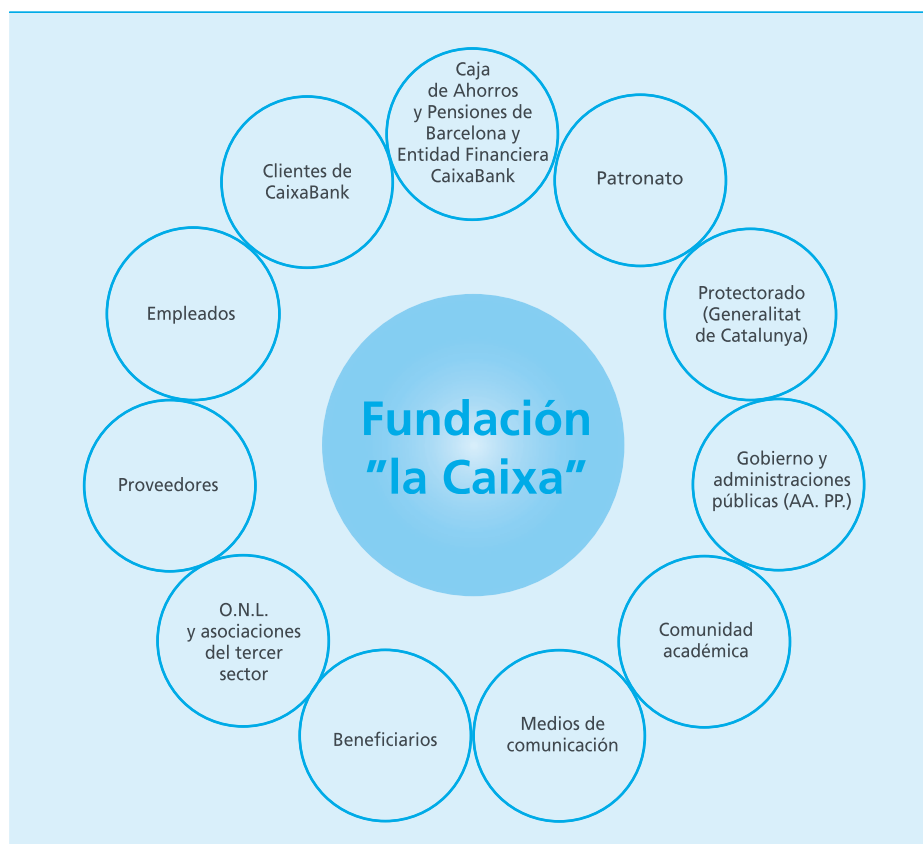 Caja
de Ahorros
y Pensiones de
Barcelona y
Entidad Financiera
CaixaBank
Patronato
Protectorado
(Generalitat
de Catalunya)
Gobierno y
administraciones
públicas (AA. PP.)
Comunidad
académica
Medios de
comunicación
Beneficiarios
O.N.L.
y asociaciones
del tercer
sector
Proveedores
Empleados
Clientes de
CaixaBank
Fundación
"la Caixa"